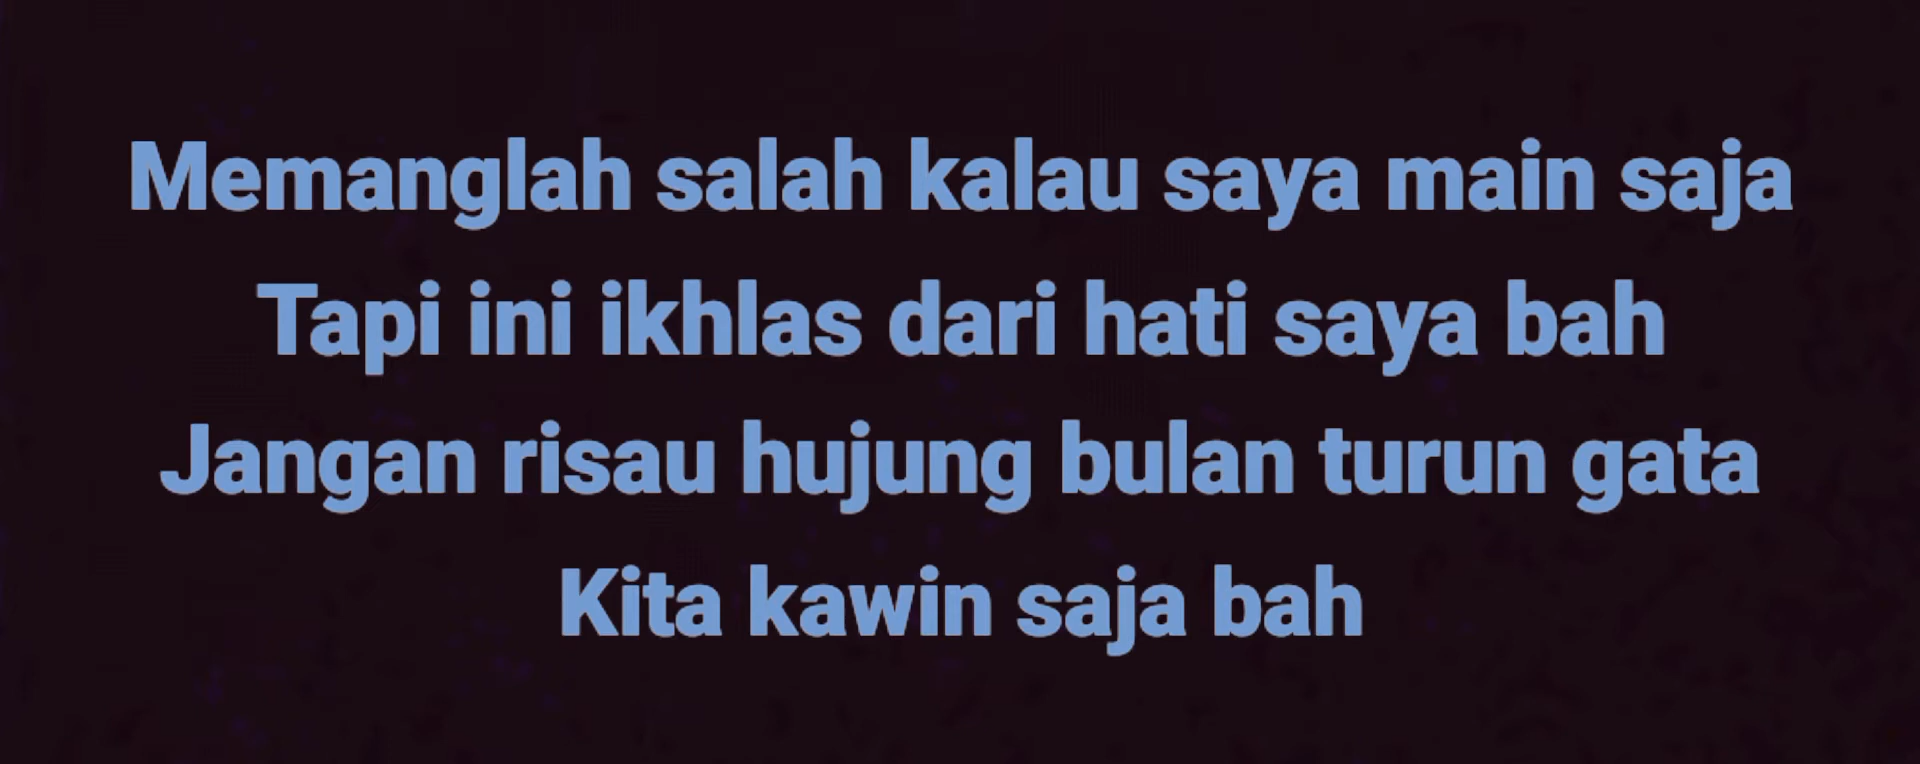 Memanglah salah kalau saya main saja
Tapi ini ikhlas dari hati saya bah
Jangan risau hujung bulan turun gata
Kita kawin saja bah